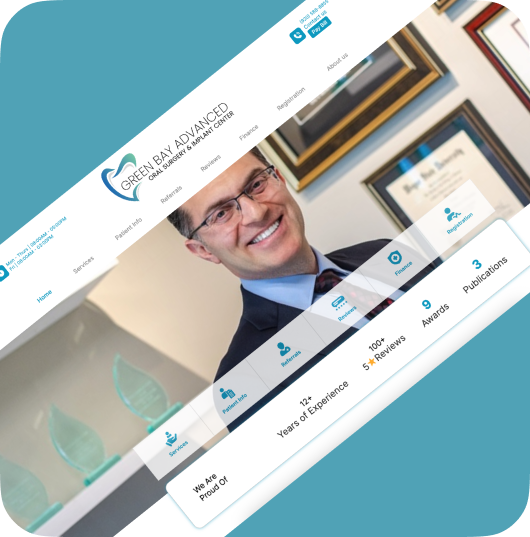 (920) 588-8855
Contact us
Pay Bill
Mon - Thurs | 08:00AM - 05:00PM
Fri | 08:00AM - 03:00PM
GREEN BAY ADVANCED
ORAL SURGERY & IMPLANT CENTER
Home
Services
Patient Info
Referrals
Reviews
Finance
Registration
About us
Services
Patient Info
Referrals
Reviews
Finance
Registration
We Are
Proud Of
12+
Years of Experience
100+
5★Reviews
9
Awards
3
Publications